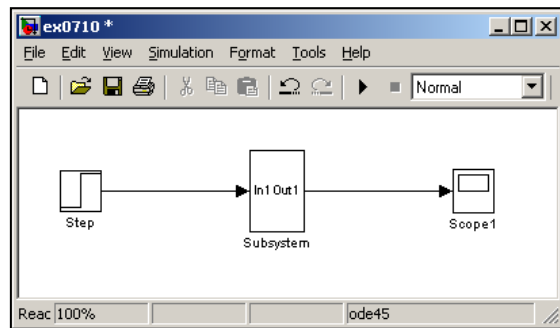 ex0710 *
File Edit View Simulation Format Tools Help
Normal
In1 Out1
Step
Subsystem
Scope1
Reac 100% ode45